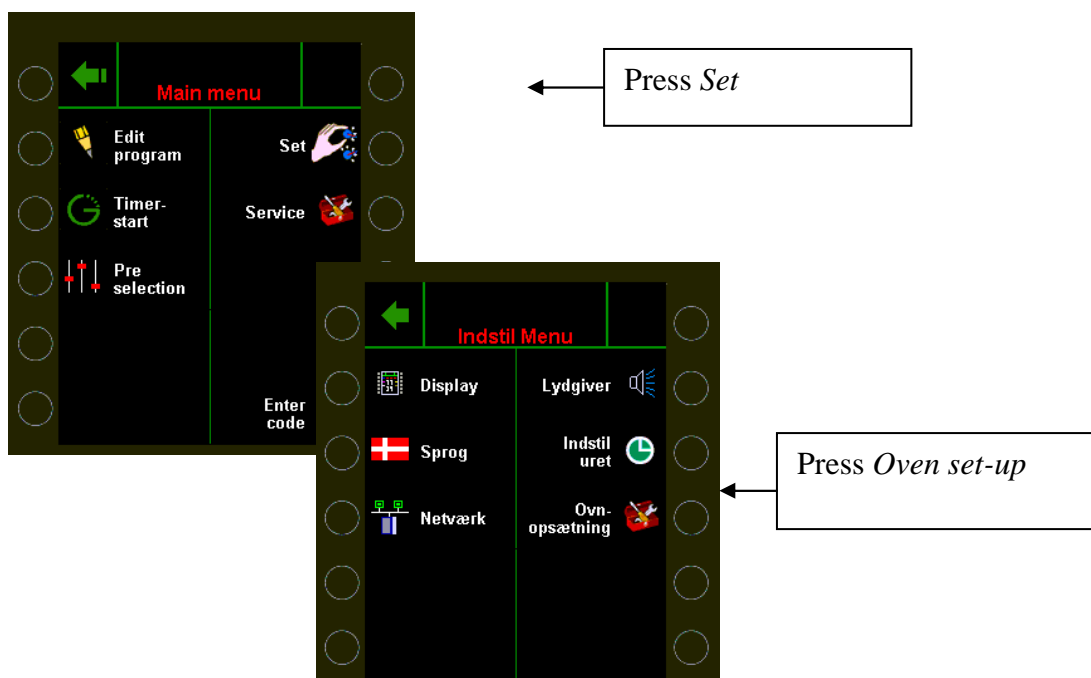 Main menu
Edit
program
Set
Timer-
start
Service
Pre
selection
Enter
code
Press Set
Indstil Menu
Display
Lydgiver
Sprog
Indstil
uret
Netværk
Ovn-
opsætning
Press Oven set-up